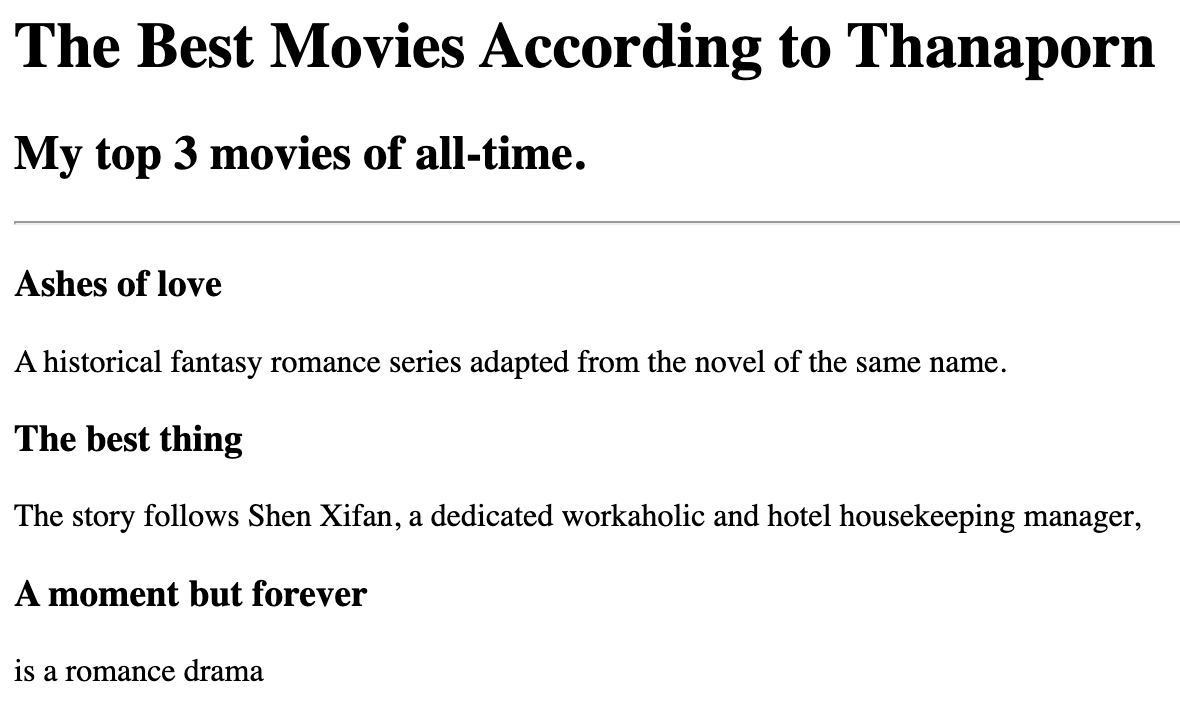 The Best Movies According to Thanaporn
My top 3 movies of all-time.
Ashes of love
A historical fantasy romance series adapted from the novel of the same name.
The best thing
The story follows Shen Xifan, a dedicated workaholic and hotel housekeeping manager,
A moment but forever
is a romance drama